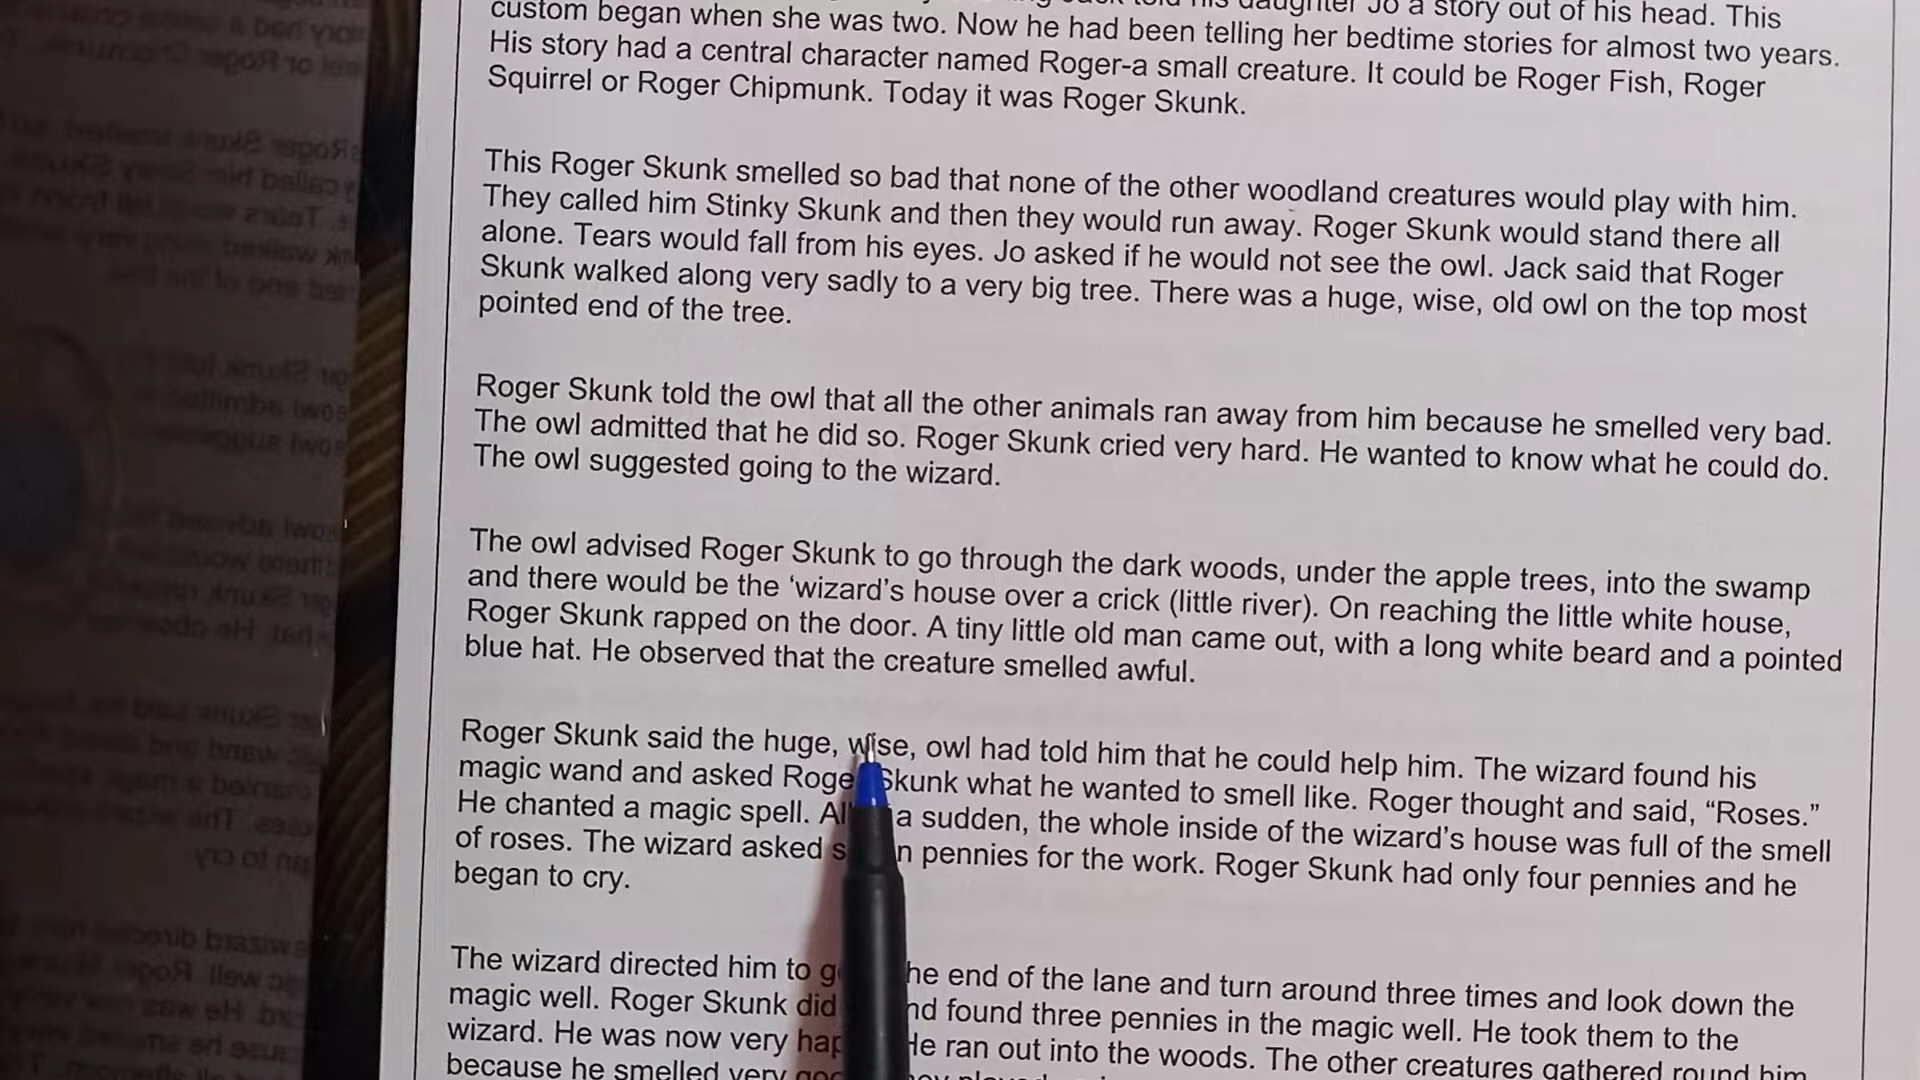 his daughter Jo a story out of his head. This
custom began when she was two. Now he had been telling her bedtime stories for almost two years.
His story had a central character named Roger-a small creature. It could be Roger Fish, Roger
Squirrel or Roger Chipmunk. Today it was Roger Skunk.
This Roger Skunk smelled so bad that none of the other woodland creatures would play with him.
They called him Stinky Skunk and then they would run away. Roger Skunk would stand there all
alone. Tears would fall from his eyes. Jo asked if he would not see the owl. Jack said that Roger
Skunk walked along very sadly to a very big tree. There was a huge, wise, old owl on the top most
pointed end of the tree.
Roger Skunk told the owl that all the other animals ran away from him because he smelled very bad.
The owl admitted that he did so. Roger Skunk cried very hard. He wanted to know what he could do.
The owl suggested going to the wizard.
The owl advised Roger Skunk to go through the dark woods, under the apple trees, into the swamp
and there would be the ‘wizard’s house over a crick (little river). On reaching the little white house,
Roger Skunk rapped on the door. A tiny little old man came out, with a long white beard and a pointed
blue hat. He observed that the creature smelled awful.
Roger Skunk said the huge, wise, owl had told him that he could help him. The wizard found his
magic wand and asked Roger Skunk what he wanted to smell like. Roger thought and said, “Roses.”
He chanted a magic spell. All a sudden, the whole inside of the wizard’s house was full of the smell
of roses. The wizard asked pennies for the work. Roger Skunk had only four pennies and he
began to cry.
The wizard directed him to the end of the lane and turn around three times and look down the
magic well. Roger Skunk did and found three pennies in the magic well. He took them to the
wizard. He was now very He ran out into the woods. The other creatures gathered round him
because he smelled very